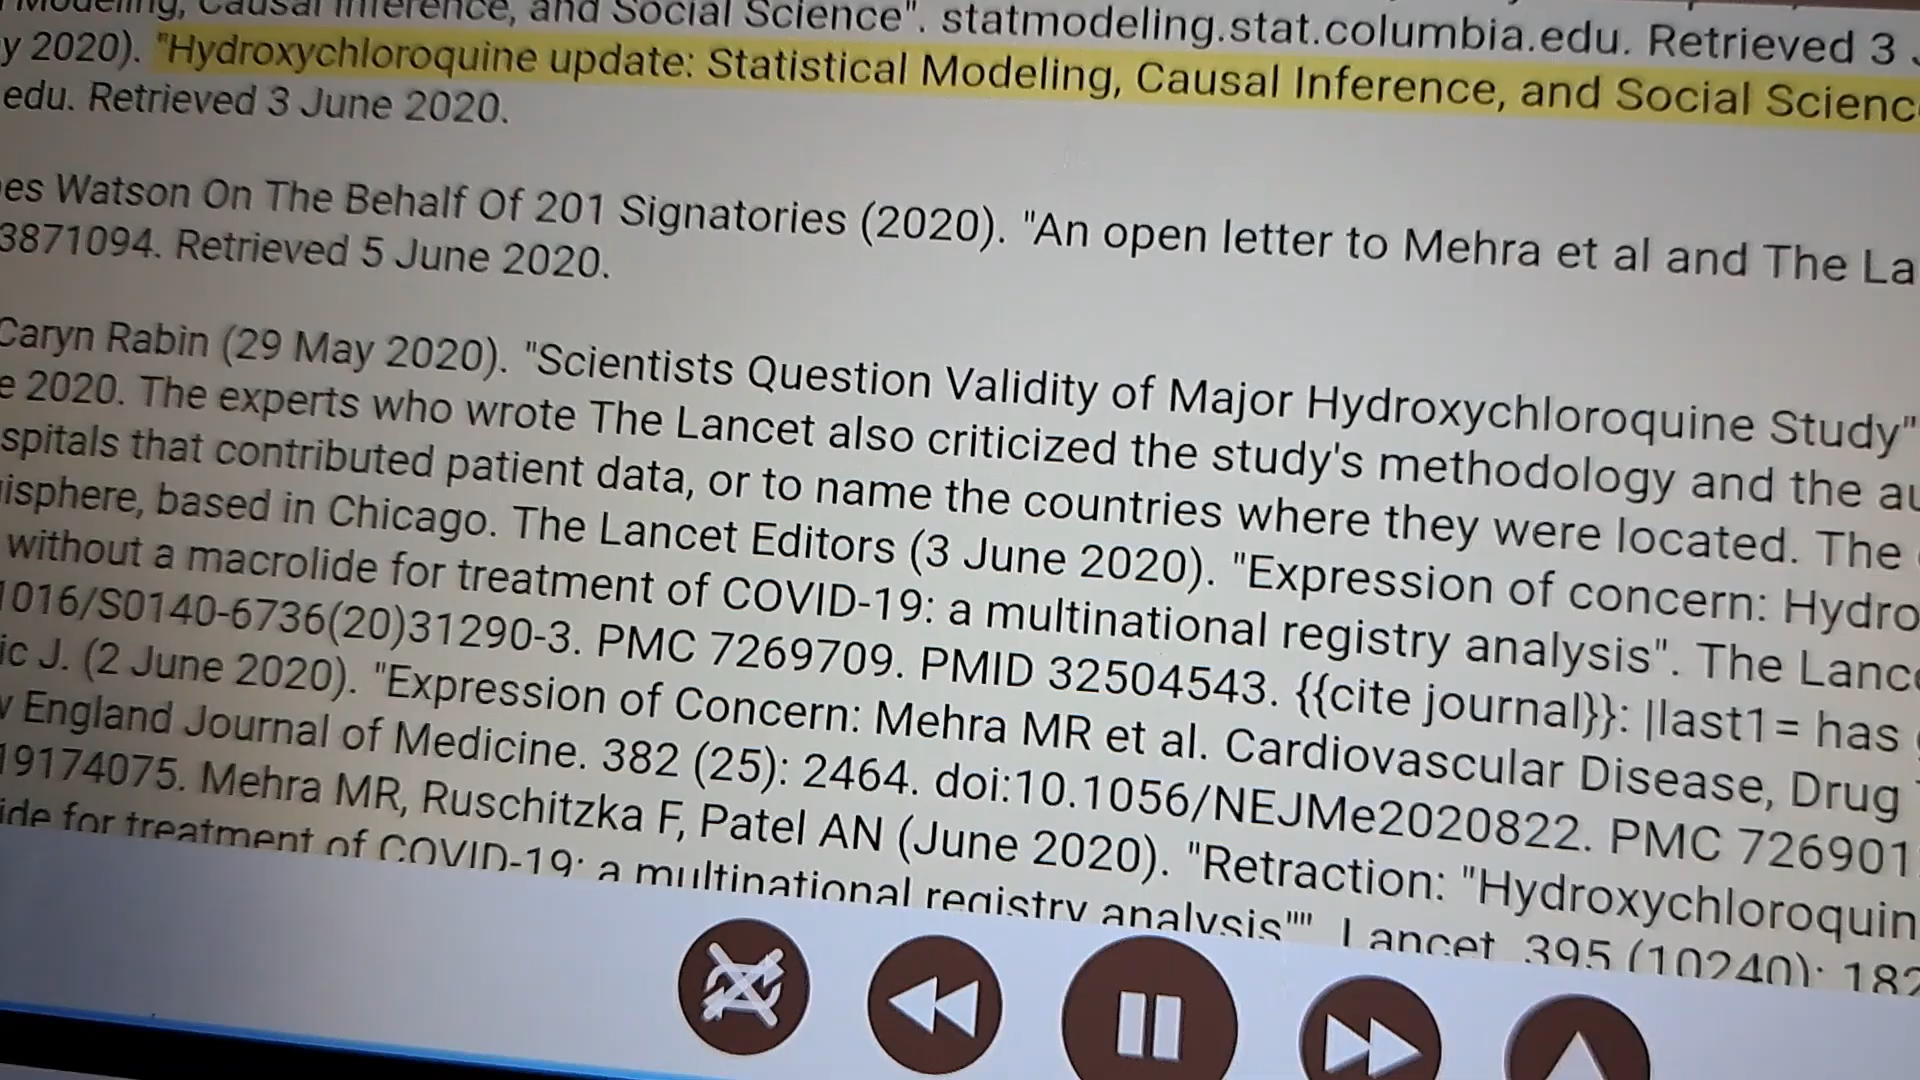 Modeling, Causal Inference, and Social Science". statmodeling.stat.columbia.edu. Retrieved 3
y 2020). "Hydroxychloroquine update: Statistical Modeling, Causal Inference, and Social Scienc
edu. Retrieved 3 June 2020.
es Watson On The Behalf Of 201 Signatories (2020). "An open letter to Mehra et al and The La
3871094. Retrieved 5 June 2020.
Caryn Rabin (29 May 2020). "Scientists Question Validity of Major Hydroxychloroquine Study"
e 2020. The experts who wrote The Lancet also criticized the study's methodology and the au
spitals that contributed patient data, or to name the countries where they were located. The
isphere, based in Chicago. The Lancet Editors (3 June 2020). "Expression of concern: Hydro
without a macrolide for treatment of COVID-19: a multinational registry analysis". The Lance
1016/S0140-6736(20)31290-3. PMC 7269709. PMID 32504543. {{cite journal}}: |last1= has
ic J. (2 June 2020). "Expression of Concern: Mehra MR et al. Cardiovascular Disease, Drug
England Journal of Medicine. 382 (25): 2464. doi:10.1056/NEJMe2020822. PMC 726901
19174075. Mehra MR, Ruschitzka F, Patel AN (June 2020). "Retraction: "Hydroxychloroquin
ide for treatment of COVID-19: a multinational registry analysis"" Lancet 395 (10240): 182